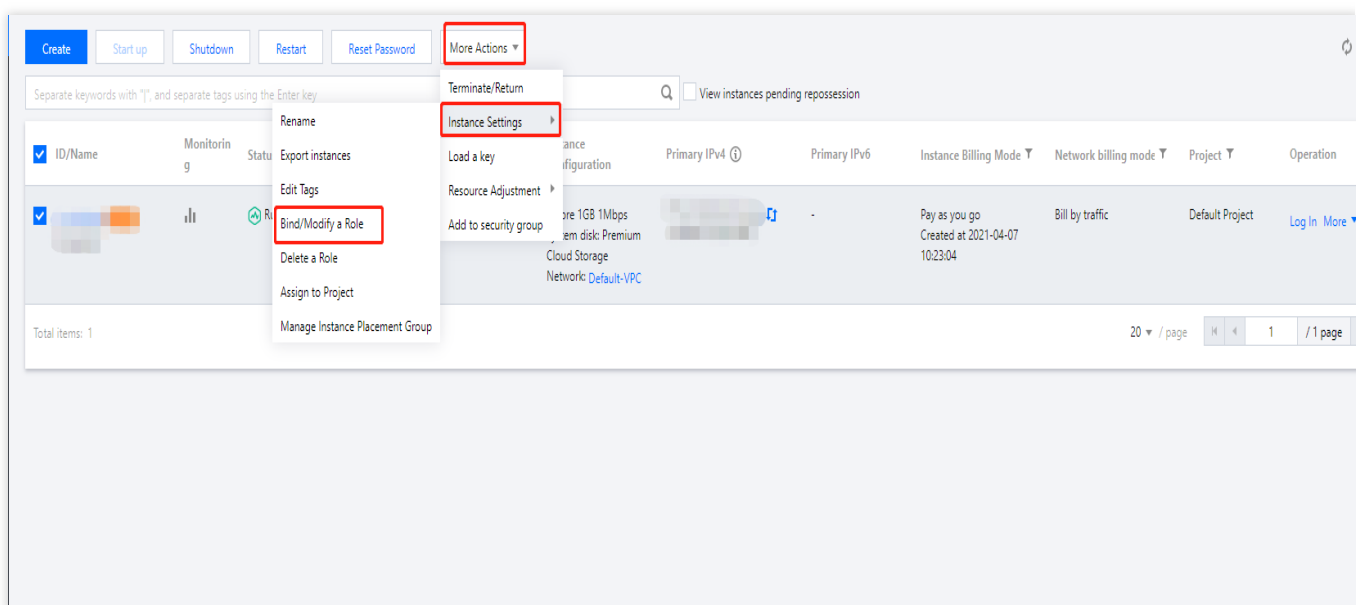 Create
Start up
Shutdown
Restart
Reset Password
More Actions
Separate keywords with "|", and separate tags using the Enter key
View instances pending repossession
Terminate/Return
Instance Settings
Load a key
Resource Adjustment
Add to security group
Rename
Export instances
Edit Tags
Bind/Modify a Role
Delete a Role
Assign to Project
Manage Instance Placement Group
ID/Name
Monitorin
g
Primary IPv4
Primary IPv6
Instance Billing Mode
Network billing mode
Project
Operation
1GB 1Mbps
disk: Premium
Cloud Storage
Network: Default-VPC
-
Pay as you go
Created at 2021-04-07
10:23:04
Bill by traffic
Default Project
Log In More
Total items: 1
20 / page
1
/ 1 page